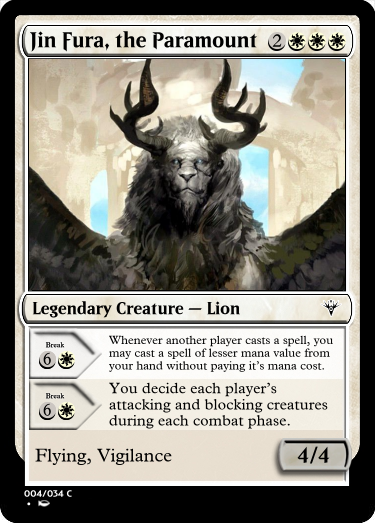 Jin Fura, the Paramount 2
Legendary Creature — Lion
Break
6
Whenever another player casts a spell, you
may cast a spell of lesser mana value from
your hand without paying it's mana cost.
Break
6
You decide each player's
attacking and blocking creatures
during each combat phase.
Flying, Vigilance
4/4
004/034 C